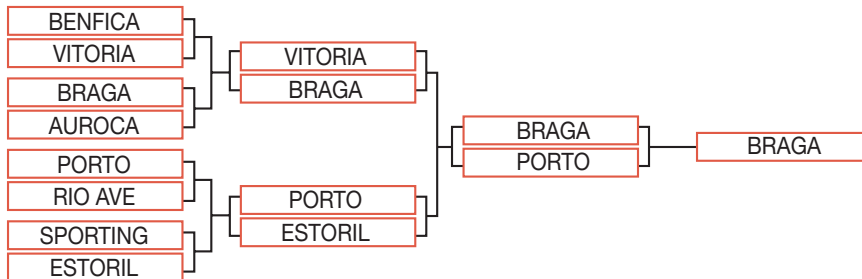 BENFICA
VITORIA
BRAGA
AUROCA
PORTO
RIO AVE
SPORTING
ESTORIL
VITORIA
BRAGA
PORTO
ESTORIL
BRAGA
PORTO
BRAGA